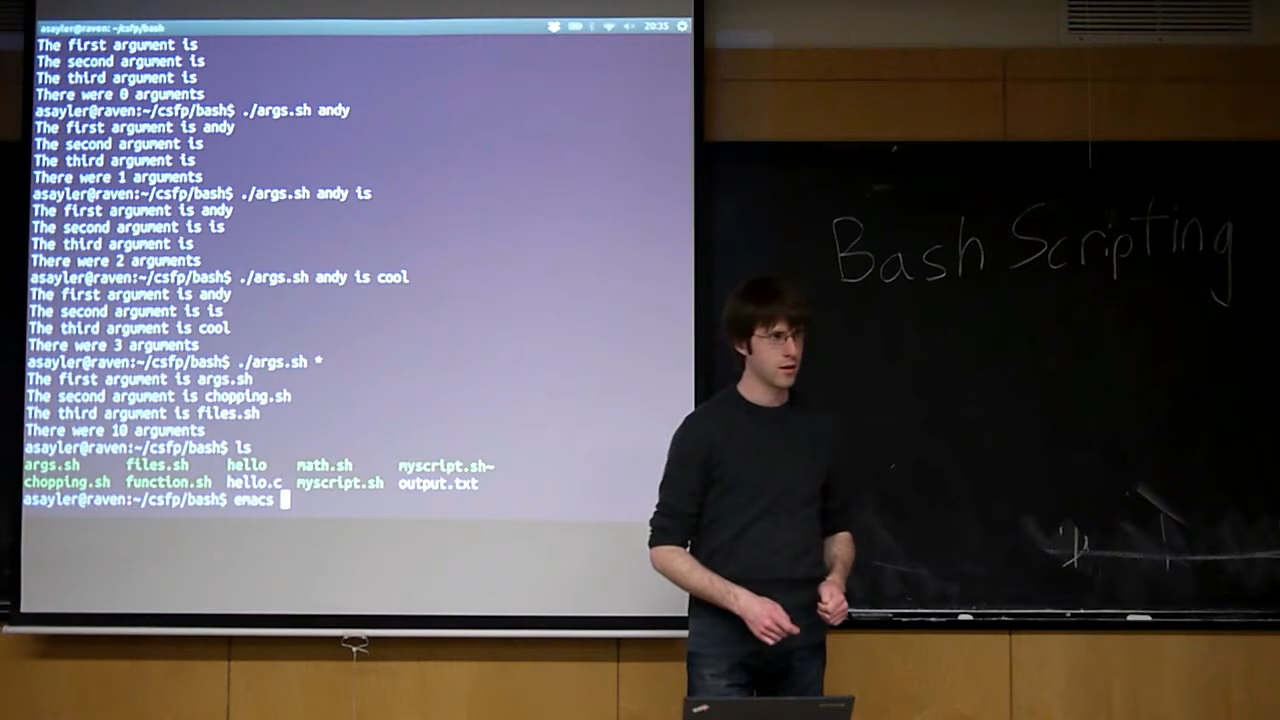 asayler@raven: ~/csfp/bash
20:35
The first argument is
The second argument is
The third argument is
There were 0 arguments
asayler@raven:~/csfp/bash$ ./args.sh andy
The first argument is andy
The second argument is
The third argument is
There were 1 arguments
asayler@raven:~/csfp/bash$ ./args.sh andy is
The first argument is andy
The second argument is is
The third argument is
There were 2 arguments
asayler@raven:~/csfp/bash$ ./args.sh andy is cool
The first argument is andy
The second argument is is
The third argument is cool
There were 3 arguments
asayler@raven:~/csfp/bash$ ./args.sh *
The first argument is args.sh
The second argument is chopping.sh
The third argument is files.sh
There were 10 arguments
asayler@raven:~/csfp/bash$ ls
args.sh files.sh hello math.sh myscript.sh~
chopping.sh function.sh hello.c myscript.sh output.txt
asayler@raven:~/csfp/bash$ emacs
Bash Scripting